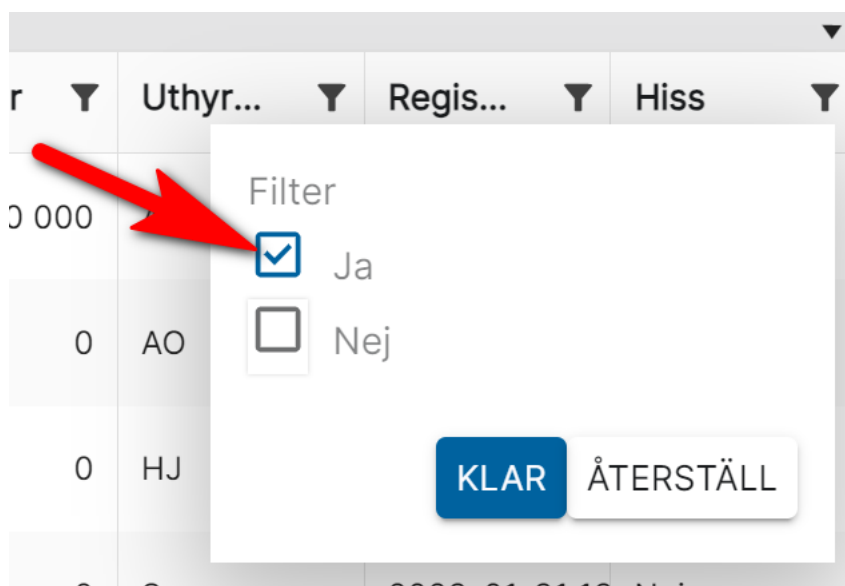 r Uthyr... Regis... Hiss
Filter
0 000
Ja
0 AO
Nej
0 HJ
KLAR ÅTERSTÄLL